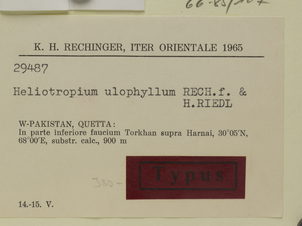 K. H. RECHINGER, ITER ORIENTALE 1965
29487
Heliotropium ulophyllum RECH.f. &
H.RIEDL
W-PAKISTAN, QUETTA:
In parte inferiore faucium Torkhan supra Harnai, 30°05'N,
68°00'E, substr. calc., 900 m
Typus
14.-15. V.